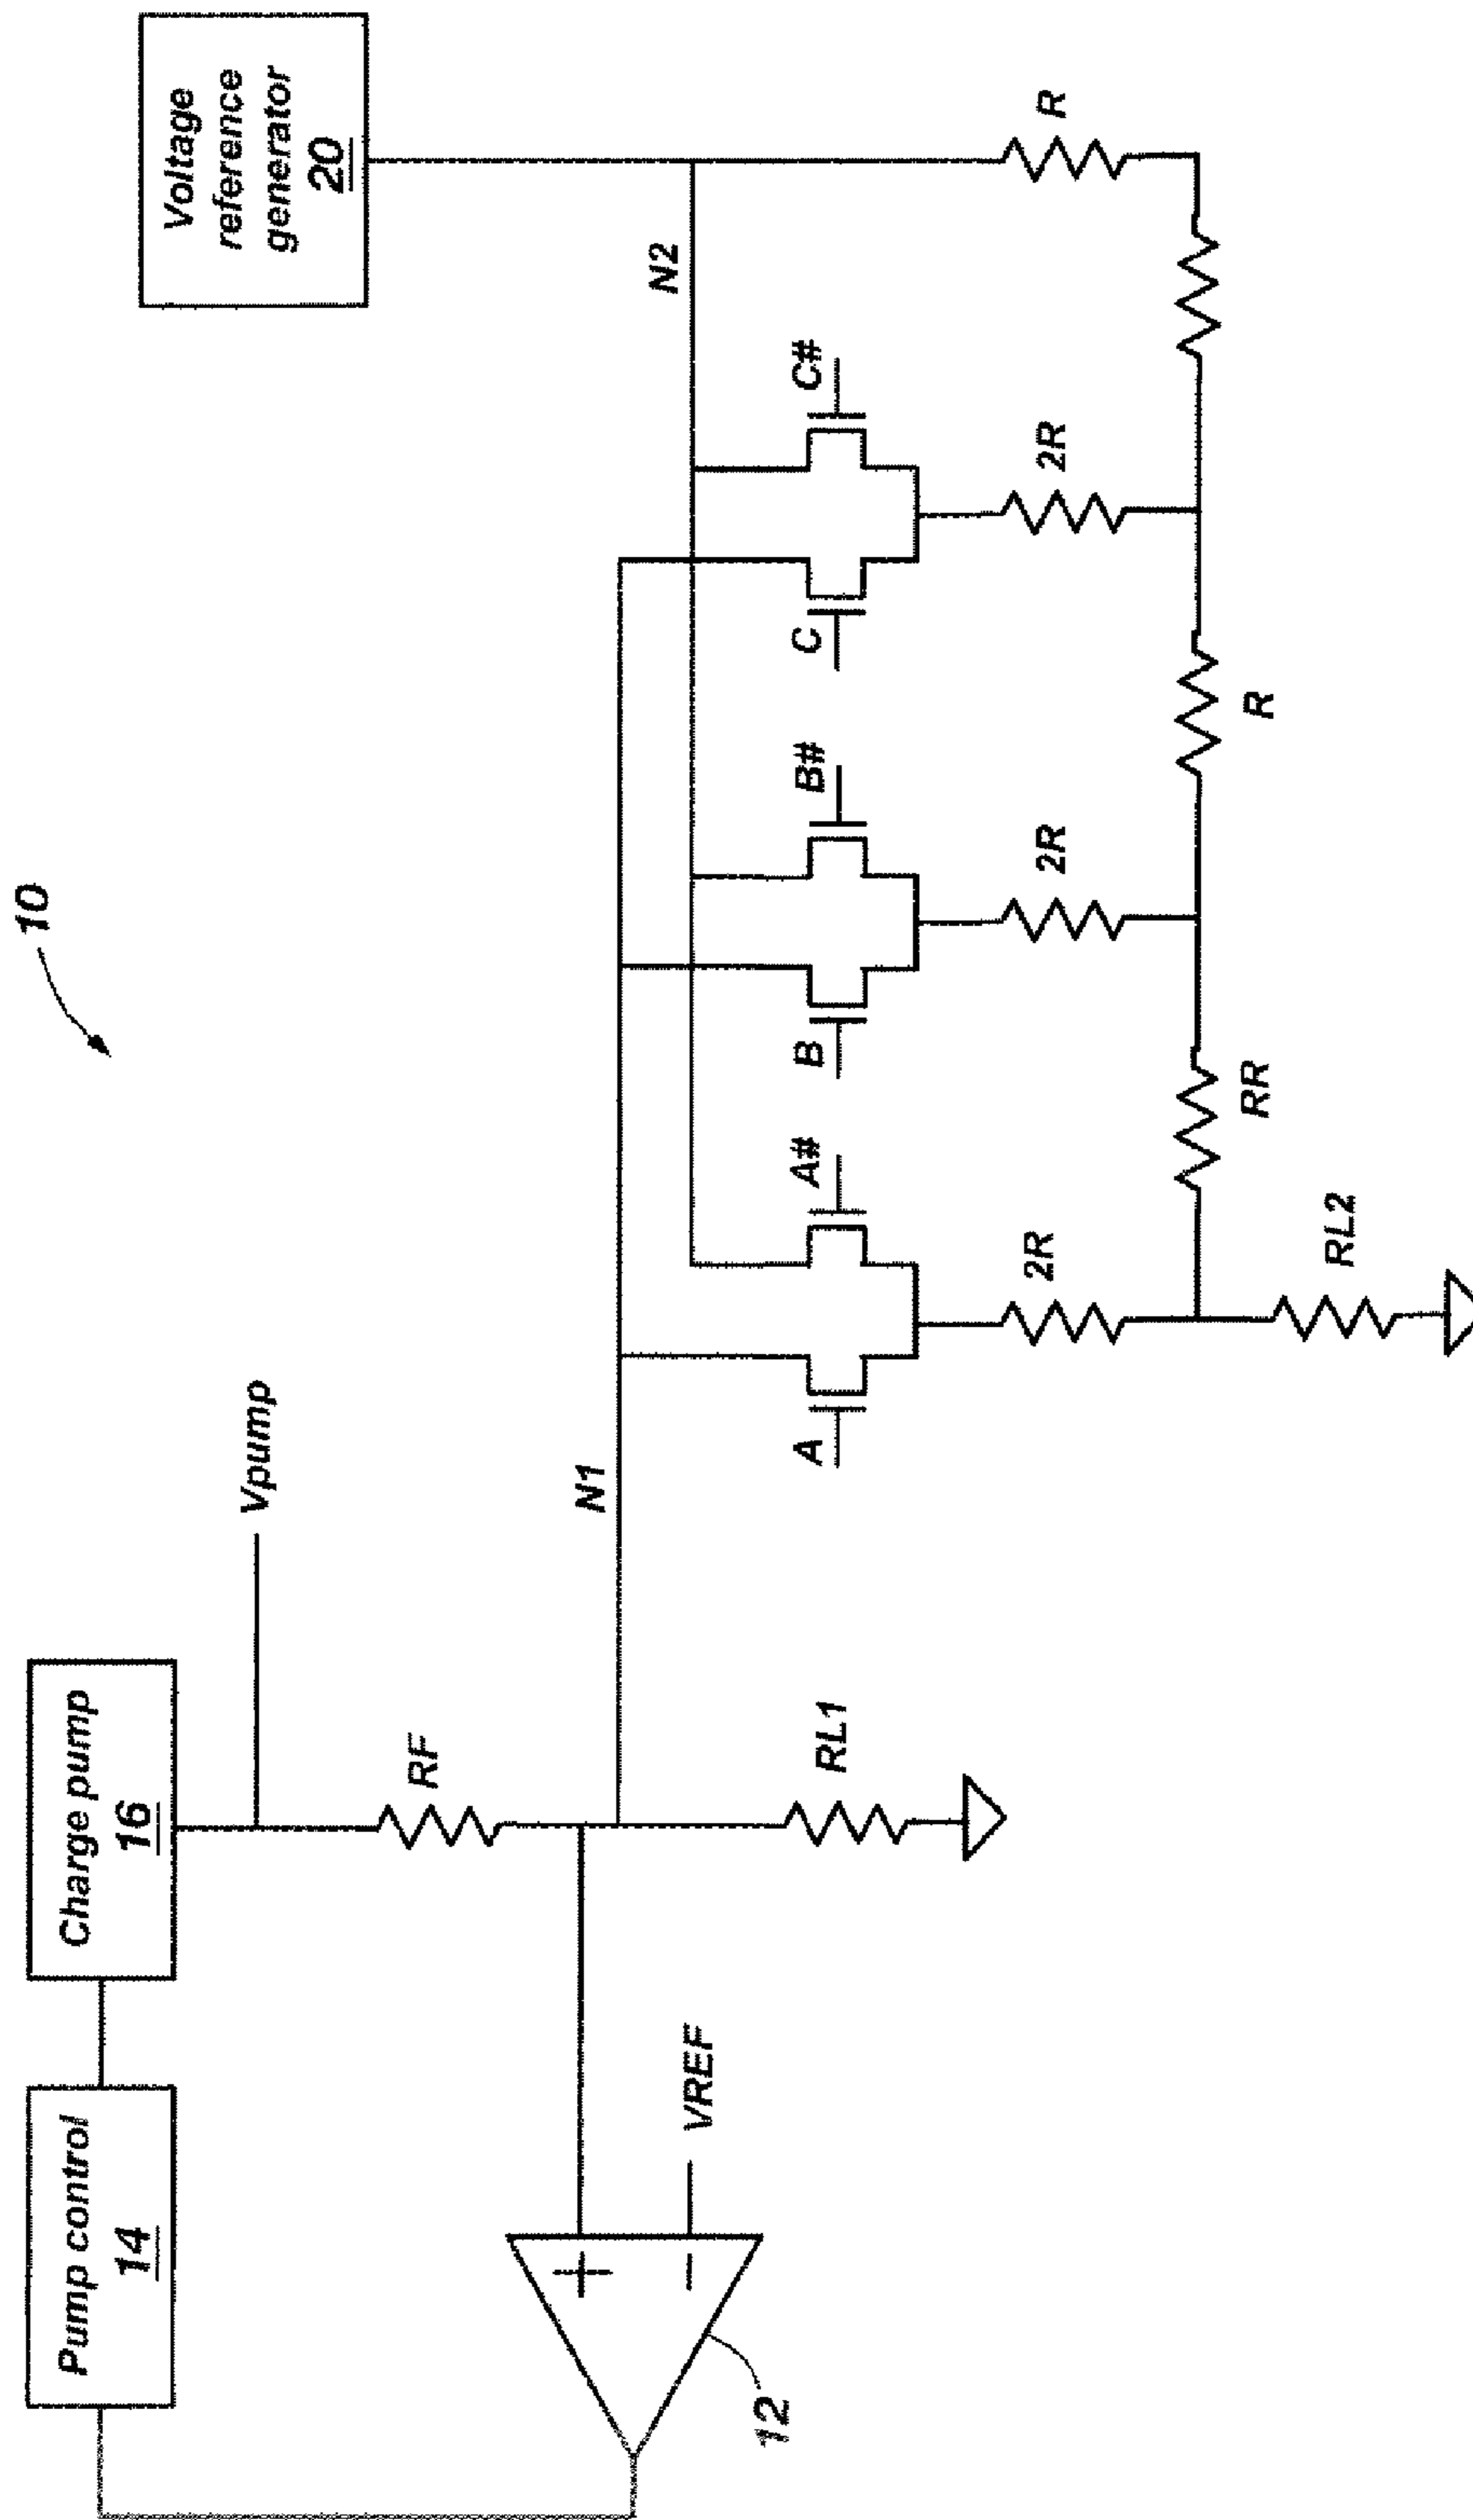 10
Pump control
14
Charge pump
16
Vpump
Voltage
reference
generator
20
RF
N1
N2
VREF
12
RL1
A
A#
B
B#
C
C#
2R
2R
2R
R
RR
R
RL2